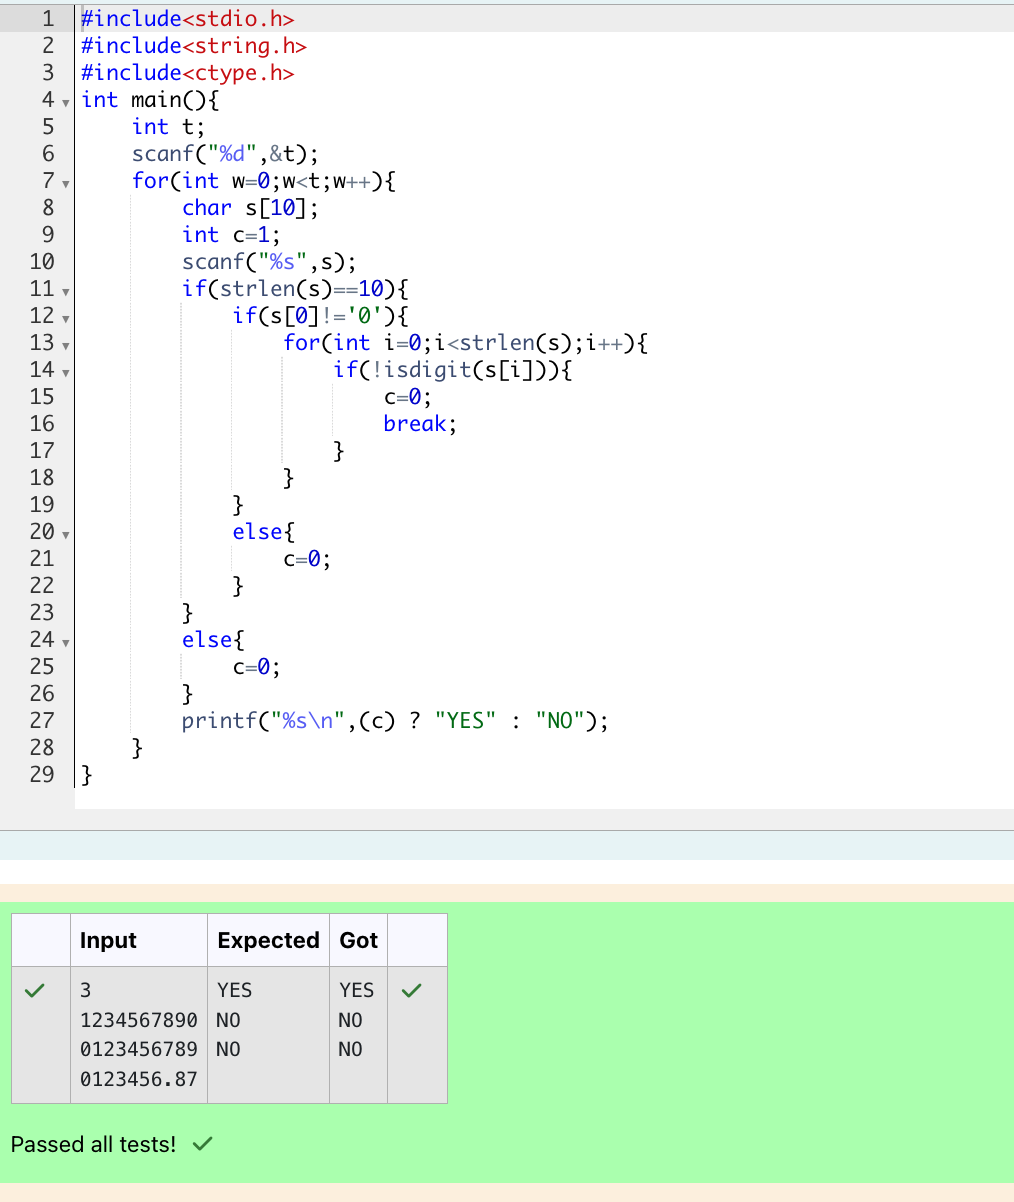 1 #include<stdio.h>
2 #include<string.h>
3 #include<ctype.h>
4 int main(){
5     int t;
6     scanf("%d",&t);
7     for(int w=0;w<t;w++){
8         char s[10];
9         int c=1;
10         scanf("%s",s);
11         if(strlen(s)==10){
12             if(s[0]!='0'){
13                 for(int i=0;i<strlen(s);i++){
14                     if(!isdigit(s[i])){
15                         c=0;
16                         break;
17                     }
18                 }
19             }
20             else{
21                 c=0;
22             }
23         }
24         else{
25             c=0;
26         }
27         printf("%s\n",(c) ? "YES" : "NO");
28     }
29 }
Input Expected Got
3 YES YES
1234567890 NO NO
0123456789 NO NO
0123456.87
Passed all tests!